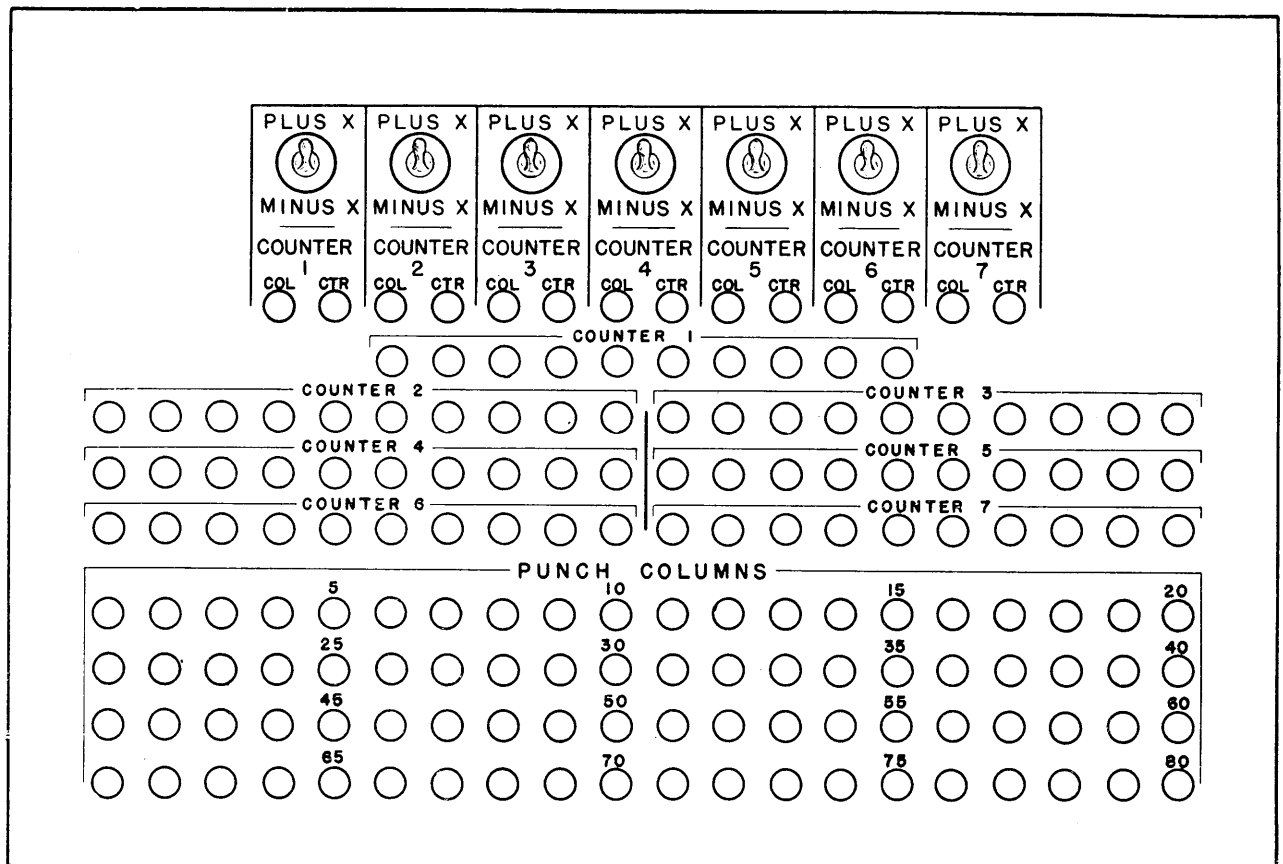 PLUS X PLUS X PLUS X PLUS X PLUS X PLUS X PLUS X
MINUS X MINUS X MINUS X MINUS X MINUS X MINUS X MINUS X
COUNTER COUNTER COUNTER COUNTER COUNTER COUNTER COUNTER
1 2 3 4 5 6 7
COL CTR COL CTR COL CTR COL CTR COL CTR COL CTR COL CTR
COUNTER 1
COUNTER 2 COUNTER 3
COUNTER 4 COUNTER 5
COUNTER 6 COUNTER 7
PUNCH COLUMNS
5 10 15 20
25 30 35 40
45 50 55 60
65 70 75 80